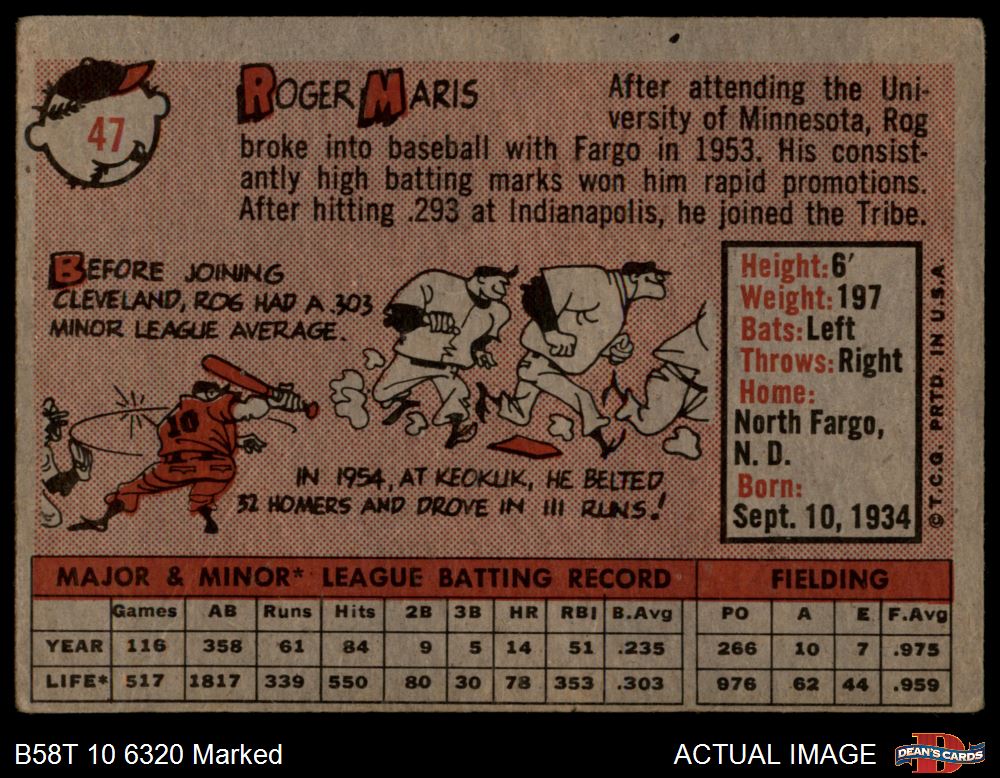 47
ROGER MARIS
After attending the Uni-
versity of Minnesota, Rog
broke into baseball with Fargo in 1953. His consist-
antly high batting marks won him rapid promotions.
After hitting .293 at Indianapolis, he joined the Tribe.
BEFORE JOINING
CLEVELAND, ROG HAD A .303
MINOR LEAGUE AVERAGE.
10
IN 1954, AT KEOKUK, HE BELTED
32 HOMERS AND DROVE IN 111 RUNS!
Height: 6'
Weight: 197
Bats: Left
Throws: Right
Home:
North Fargo,
N. D.
Born:
Sept. 10, 1934
© T.C.G. PRTD. IN U.S.A.
MAJOR & MINOR* LEAGUE BATTING RECORD FIELDING
Games AB Runs Hits 2B 3B HR RBI B.Avg PO A E F.Avg
YEAR 116 358 61 84 9 5 14 51 .235 266 10 7 .975
LIFE* 517 1817 339 550 80 30 78 353 .303 976 62 44 .959
B58T 10 6320 Marked ACTUAL IMAGE DEAN'S CARDS